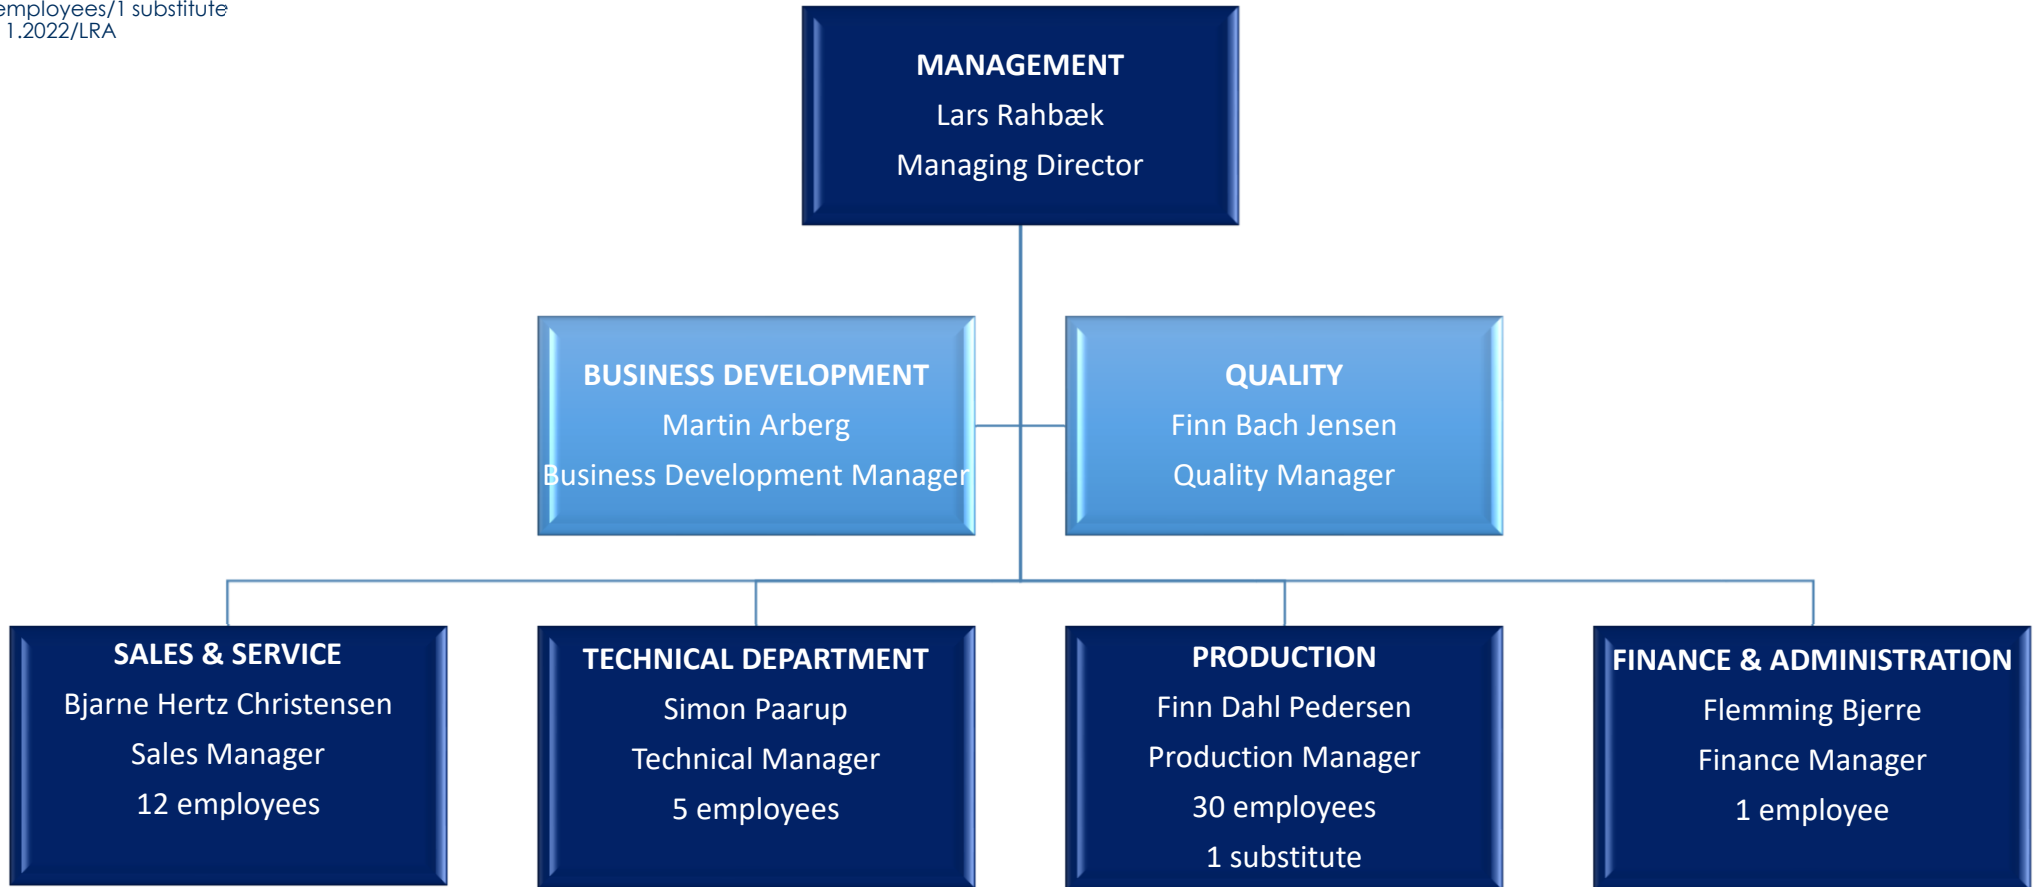 employees/1 substitute
1.2022/LRA
MANAGEMENT
Lars Rahbæk
Managing Director
BUSINESS DEVELOPMENT
Martin Arberg
Business Development Manager
QUALITY
Finn Bach Jensen
Quality Manager
SALES & SERVICE
Bjarne Hertz Christensen
Sales Manager
12 employees
TECHNICAL DEPARTMENT
Simon Paarup
Technical Manager
5 employees
PRODUCTION
Finn Dahl Pedersen
Production Manager
30 employees
1 substitute
FINANCE & ADMINISTRATION
Flemming Bjerre
Finance Manager
1 employee